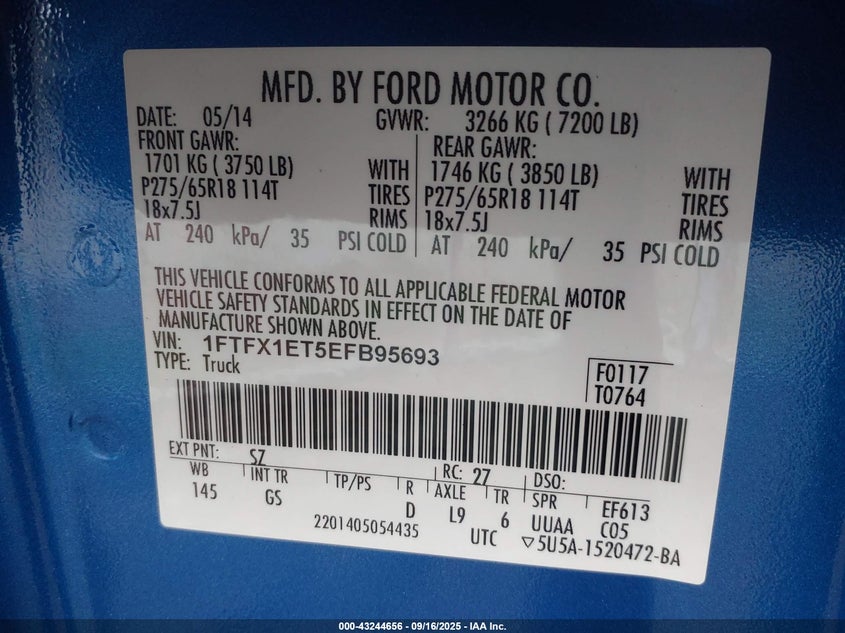 MFD. BY FORD MOTOR CO.
DATE: 05/14 GVWR: 3266 KG ( 7200 LB)
FRONT GAWR: REAR GAWR:
1701 KG ( 3750 LB) WITH 1746 KG ( 3850 LB) WITH
P275/65R18 114T TIRES P275/65R18 114T TIRES
18x7.5J RIMS 18x7.5J RIMS
AT 240 kPa/ 35 PSI COLD AT 240 kPa/ 35 PSI COLD
THIS VEHICLE CONFORMS TO ALL APPLICABLE FEDERAL MOTOR
VEHICLE SAFETY STANDARDS IN EFFECT ON THE DATE OF
MANUFACTURE SHOWN ABOVE.
VIN: 1FTFX1ET5EFB95693
TYPE: Truck
F0117
T0764
EXT PNT: SZ RC: 27 DSO:
WB INT TR TP/PS R AXLE TR SPR EF613
145 GS D L9 6 UUAA C05
2201405054435 UTC ▽5U5A-1520472-BA
000-43244656 - 09/16/2025 - IAA Inc.